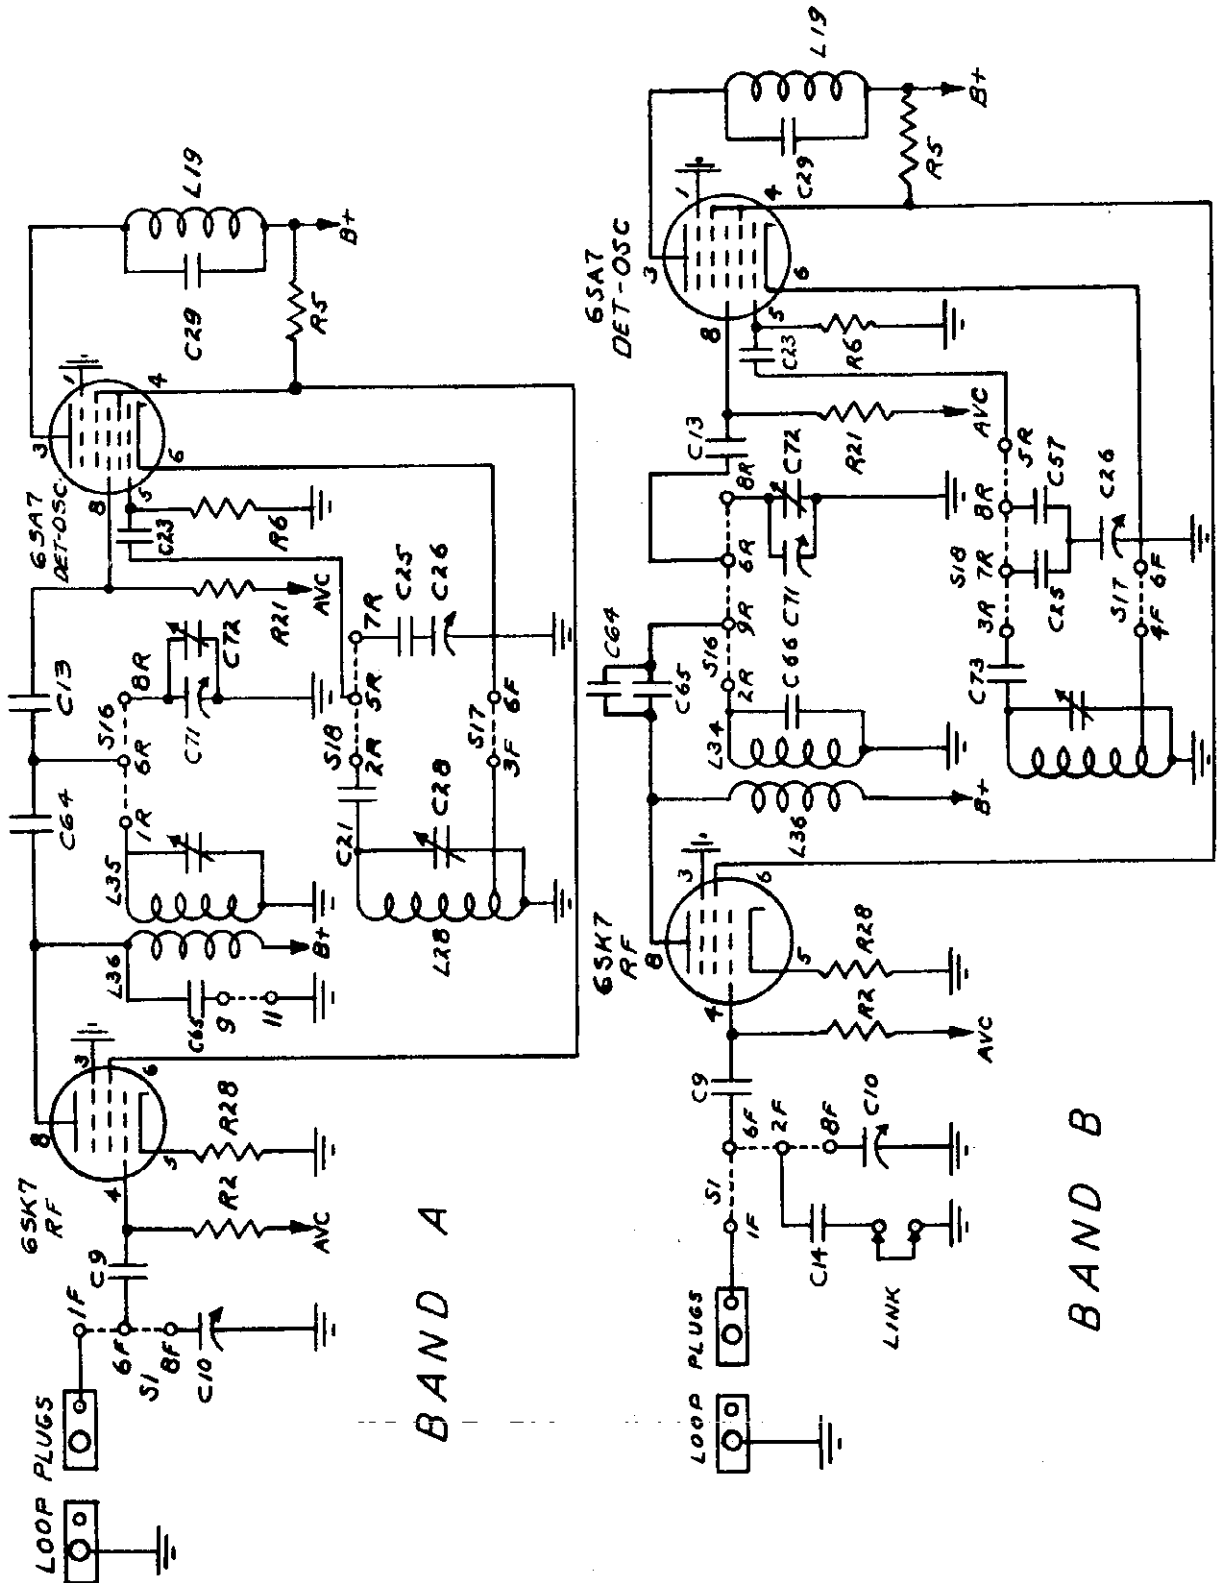 LOOP PLUGS
1F
6F
S1
8F
C10
C9
6SK7
RF
4
8
3
6
5
R2
AVC
R28
C65
9
11
L36
B+
L35
C64
1R
6R
S16
8R
C71
C72
C13
C21
2R
S18
5R
7R
C25
C26
L28
C28
3F
S17
6F
R21
AVC
C23
R6
6SA7
DET-OSC
8
5
3
1
4
6
C29
L19
R5
B+
BAND A
LOOP PLUGS
1F
S1
6F
2F
8F
C14
LINK
C10
C9
R2
AVC
R28
6SK7
RF
4
8
3
6
5
L36
B+
L34
C64
C65
C66
2R
S16
9R
6R
8R
C71
C72
C13
C73
3R
S18
7R
8R
5R
C25
C57
C26
4F
S17
6F
R21
AVC
C23
R6
6SA7
DET-OSC
8
5
3
1
4
6
C29
L19
R5
B+
BAND B